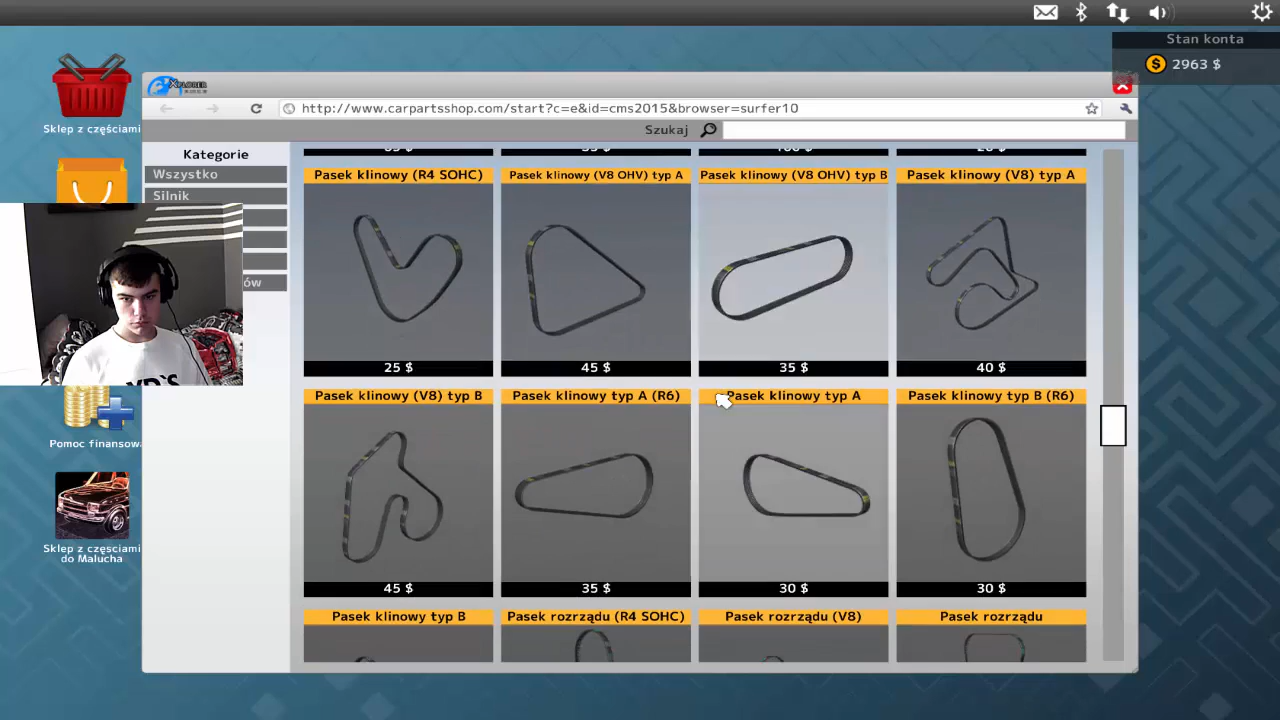 Stan konta
2963 $
Sklep z częściami
XPLORER
http://www.carpartsshop.com/start?c=e&id=cms2015&browser=surfer10
Szukaj
Kategorie
Wszystko
Silnik
ów
Pomoc finansowa
Sklep z częsciami
do Malucha
Pasek klinowy (R4 SOHC)
Pasek klinowy (V8 OHV) typ A
Pasek klinowy (V8 OHV) typ B
Pasek klinowy (V8) typ A
25 $
45 $
35 $
40 $
Pasek klinowy (V8) typ B
Pasek klinowy typ A (R6)
Pasek klinowy typ A
Pasek klinowy typ B (R6)
45 $
35 $
30 $
30 $
Pasek klinowy typ B
Pasek rozrządu (R4 SOHC)
Pasek rozrządu (V8)
Pasek rozrządu